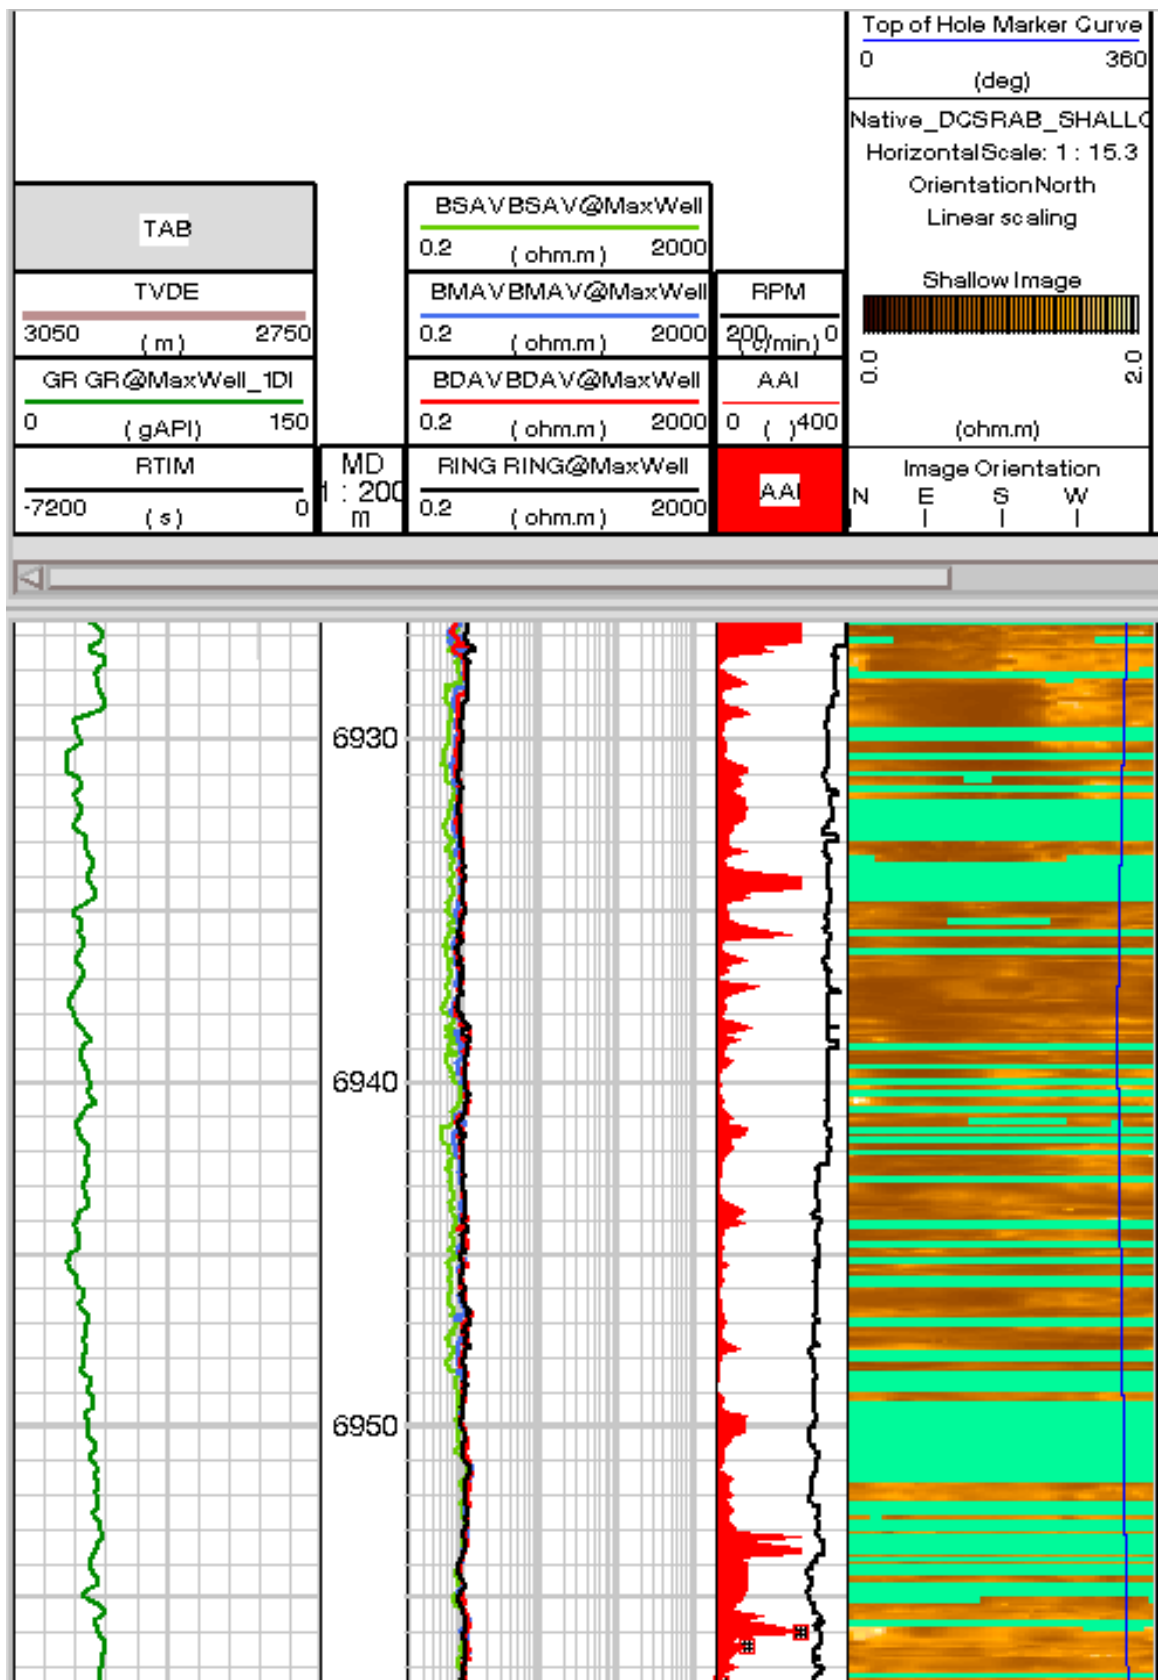 TAB
TVDE
3050 (m) 2750
GR GR@MaxWell_1DI
0 (gAPI) 150
RTIM
-7200 (s) 0
MD
1 : 200
m
BSAV BSAV@MaxWell
0.2 (ohm.m) 2000
BMAV BMAV@MaxWell
0.2 (ohm.m) 2000
BDAV BDAV@MaxWell
0.2 (ohm.m) 2000
RING RING@MaxWell
0.2 (ohm.m) 2000
RPM
200 (c/min) 0
AAI
0 ( ) 400
AAI
Top of Hole Marker Curve
0 360
(deg)
Native_DCSRAB_SHALLC
Horizontal Scale: 1 : 15.3
Orientation North
Linear scaling
Shallow Image
0.0 2.0
(ohm.m)
Image Orientation
N E S W
6930
6940
6950